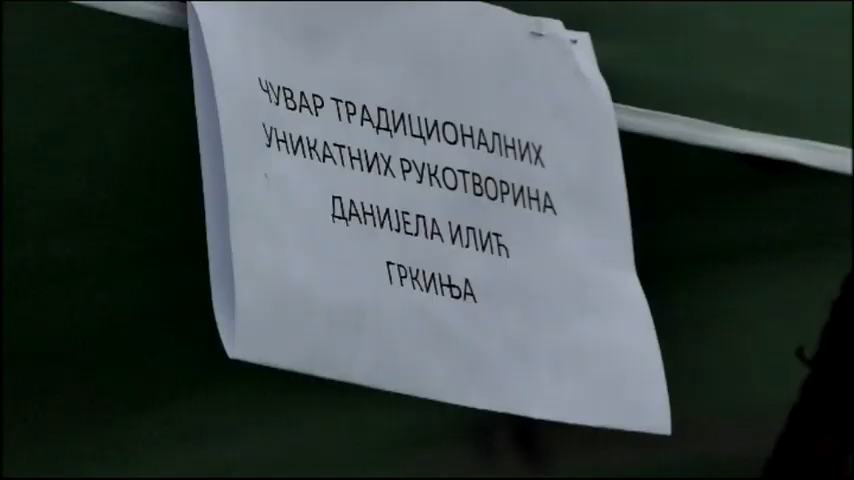 ЧУВАР ТРАДИЦИОНАЛНИХ
УНИКАТНИХ РУКОТВОРИНА
ДАНИЈЕЛА ИЛИЋ
ГРКИЊА